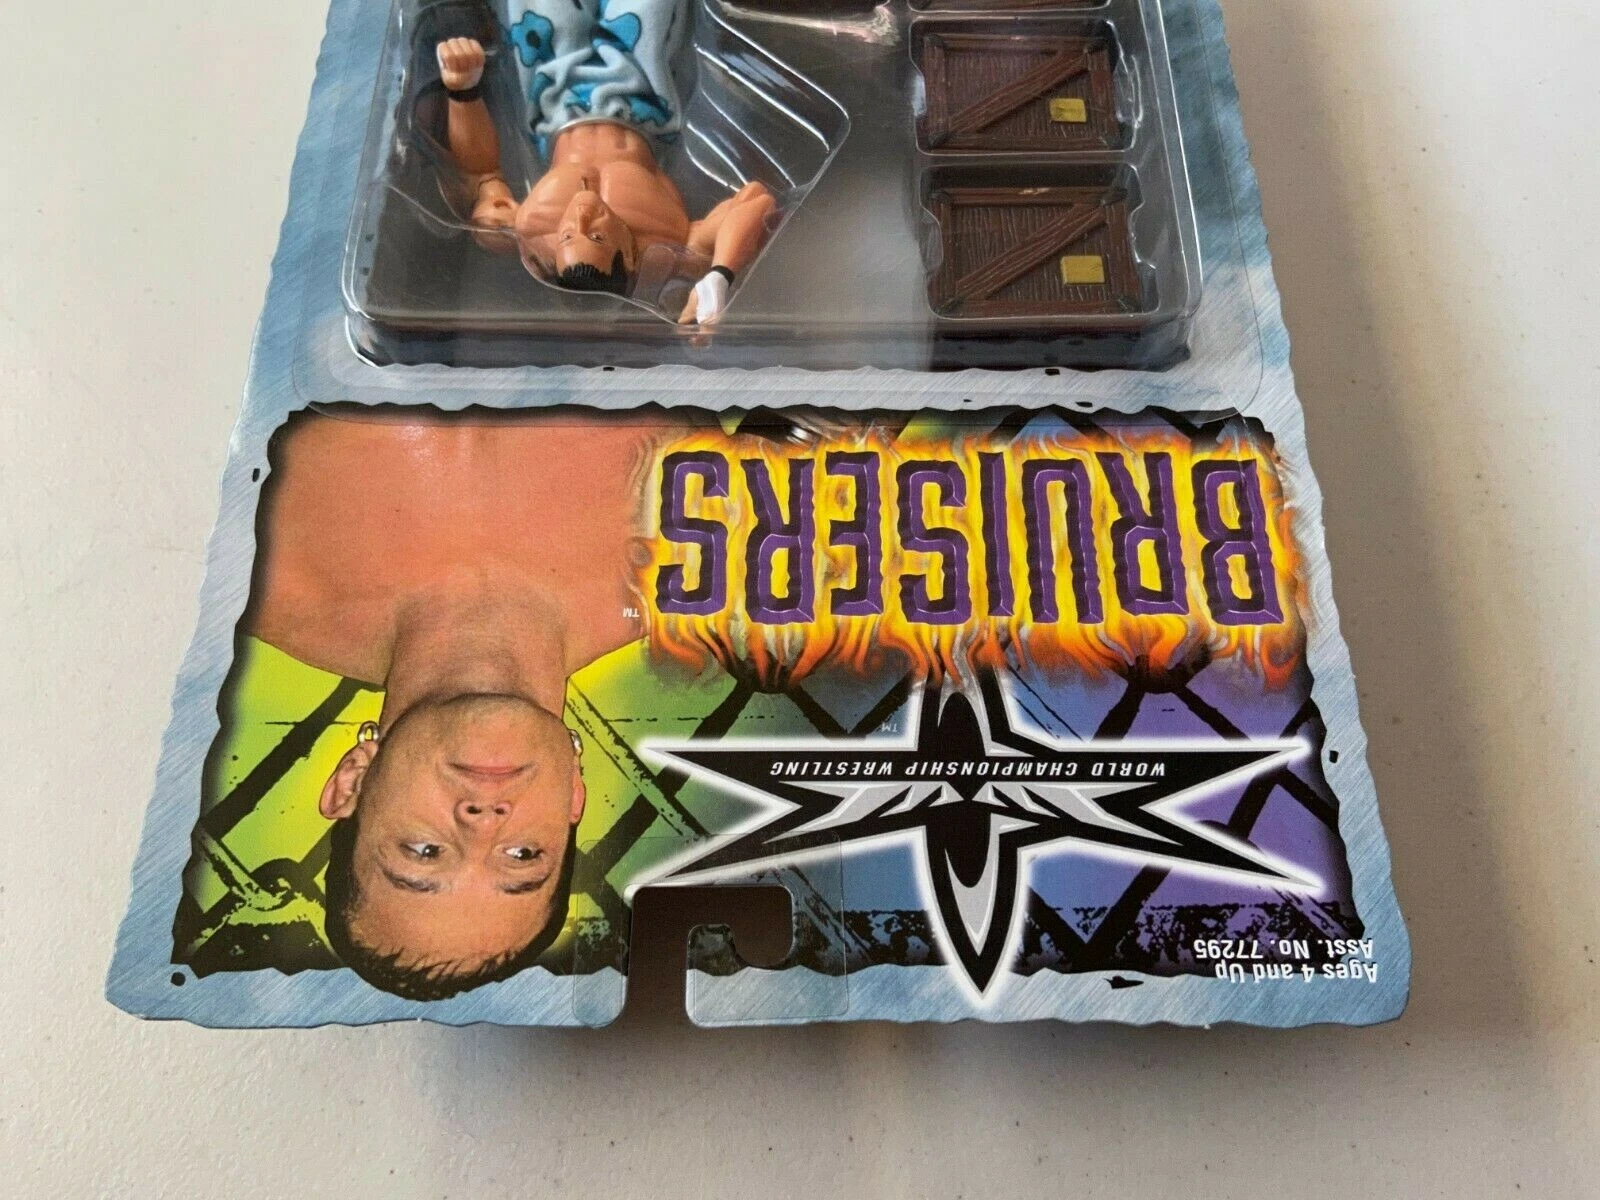 Ages 4 and Up
Asst. No. 77295
WORLD CHAMPIONSHIP WRESTLING
TM
BRUISERS
TM